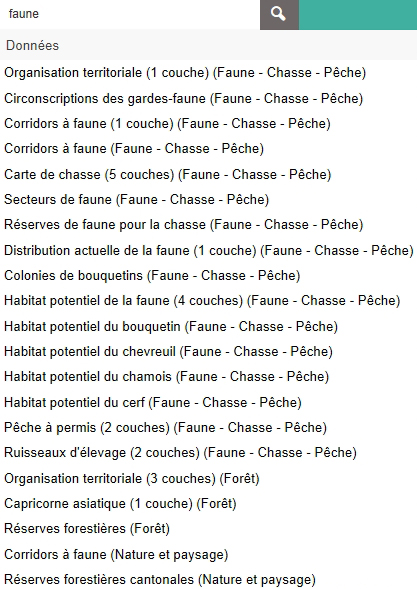 faune
Données
Organisation territoriale (1 couche) (Faune - Chasse - Pêche)
Circonscriptions des gardes-faune (Faune - Chasse - Pêche)
Corridors à faune (1 couche) (Faune - Chasse - Pêche)
Corridors à faune (Faune - Chasse - Pêche)
Carte de chasse (5 couches) (Faune - Chasse - Pêche)
Secteurs de faune (Faune - Chasse - Pêche)
Réserves de faune pour la chasse (Faune - Chasse - Pêche)
Distribution actuelle de la faune (1 couche) (Faune - Chasse - Pêche)
Colonies de bouquetins (Faune - Chasse - Pêche)
Habitat potentiel de la faune (4 couches) (Faune - Chasse - Pêche)
Habitat potentiel du bouquetin (Faune - Chasse - Pêche)
Habitat potentiel du chevreuil (Faune - Chasse - Pêche)
Habitat potentiel du chamois (Faune - Chasse - Pêche)
Habitat potentiel du cerf (Faune - Chasse - Pêche)
Pêche à permis (2 couches) (Faune - Chasse - Pêche)
Ruisseaux d'élevage (2 couches) (Faune - Chasse - Pêche)
Organisation territoriale (3 couches) (Forêt)
Capricorne asiatique (1 couche) (Forêt)
Réserves forestières (Forêt)
Corridors à faune (Nature et paysage)
Réserves forestières cantonales (Nature et paysage)